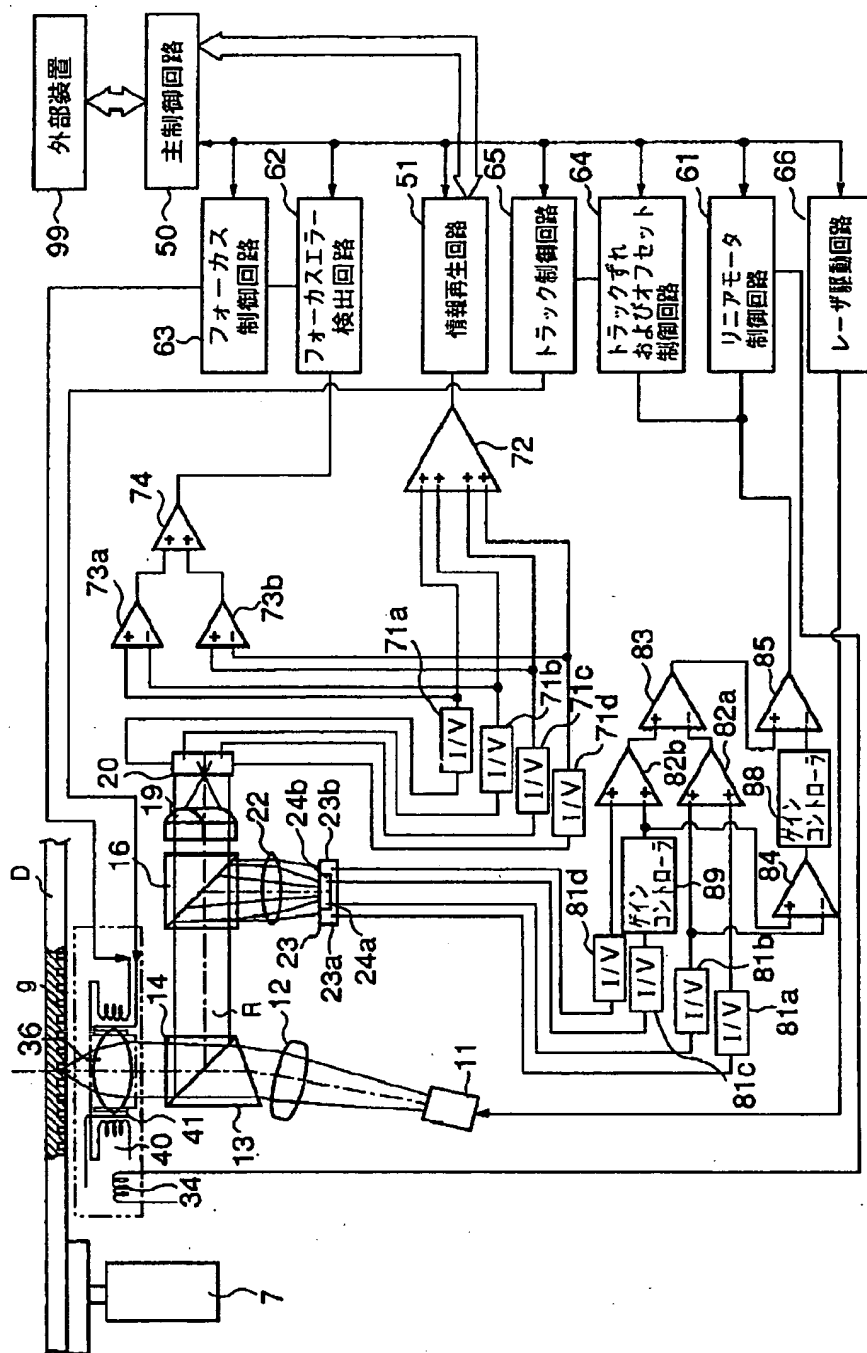 99
外部装置
50
主制御回路
63
フォーカス
制御回路
62
フォーカスエラー
検出回路
51
情報再生回路
65
トラック制御回路
64
トラックずれ
およびオフセット
制御回路
61
リニアモータ
制御回路
66
レーザ駆動回路
72
+
+
+
+
74
+
+
73a
+
-
73b
+
-
71a
I/V
71b
I/V
71c
I/V
71d
I/V
83
+
-
85
+
-
82b
+
+
82a
+
+
88
ゲイン
コントローラ
84
+
-
89
ゲイン
コントローラ
81d
I/V
81c
I/V
81b
I/V
81a
I/V
20
19
16
22
24b
23b
23
23a
24a
D
9
36
14
R
12
13
11
41
40
34
7